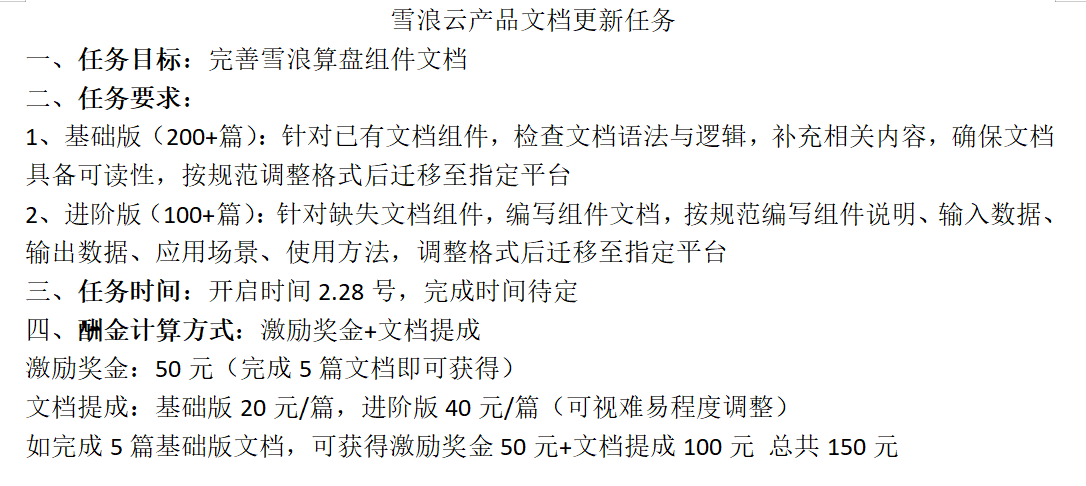 雪浪云产品文档更新任务
一、任务目标：完善雪浪算盘组件文档
二、任务要求：
1、基础版（200+篇）：针对已有文档组件，检查文档语法与逻辑，补充相关内容，确保文档
具备可读性，按规范调整格式后迁移至指定平台
2、进阶版（100+篇）：针对缺失文档组件，编写组件文档，按规范编写组件说明、输入数据、
输出数据、应用场景、使用方法，调整格式后迁移至指定平台
三、任务时间：开启时间 2.28 号，完成时间待定
四、酬金计算方式：激励奖金+文档提成
激励奖金：50 元（完成 5 篇文档即可获得）
文档提成：基础版 20 元/篇，进阶版 40 元/篇（可视难易程度调整）
如完成 5 篇基础版文档，可获得激励奖金 50 元+文档提成 100 元 总共 150 元